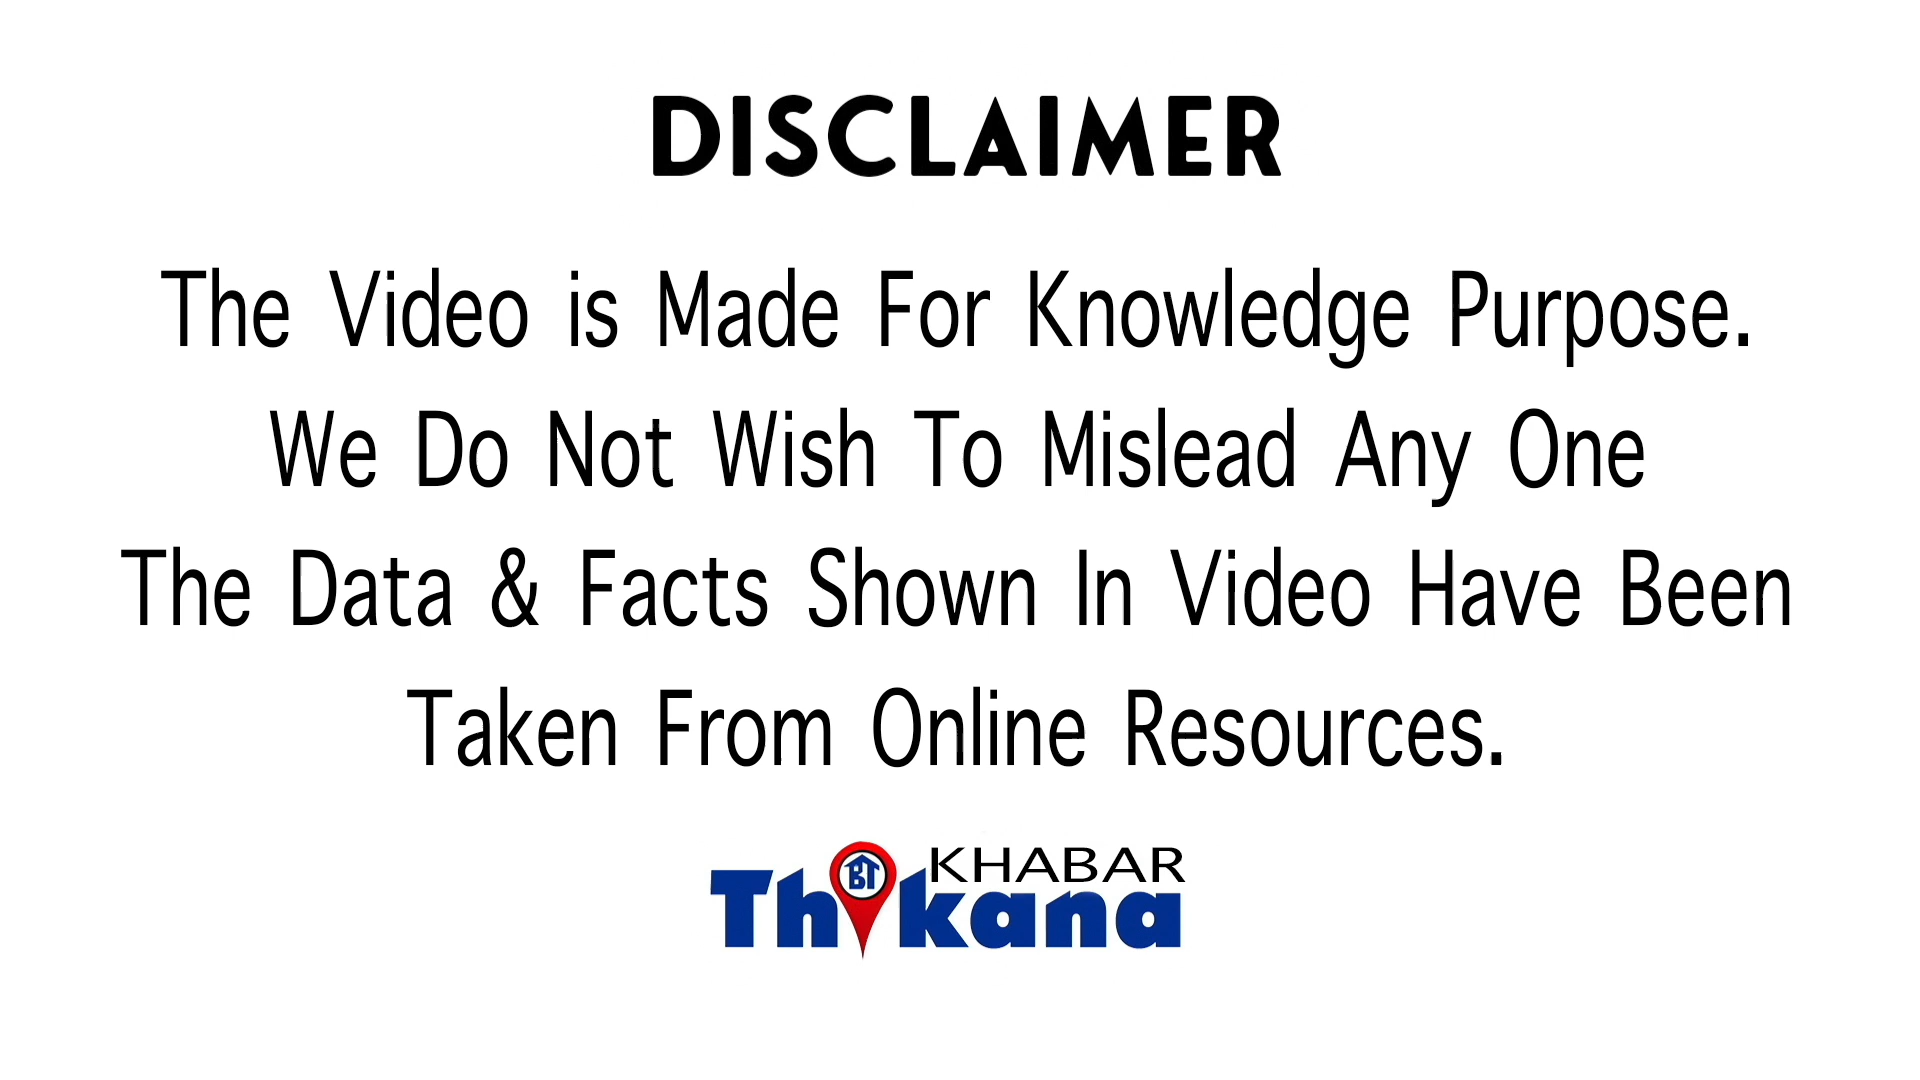 DISCLAIMER
The Video is Made For Knowledge Purpose.
We Do Not Wish To Mislead Any One
The Data & Facts Shown In Video Have Been
Taken From Online Resources.
KHABAR
BT
Thikana